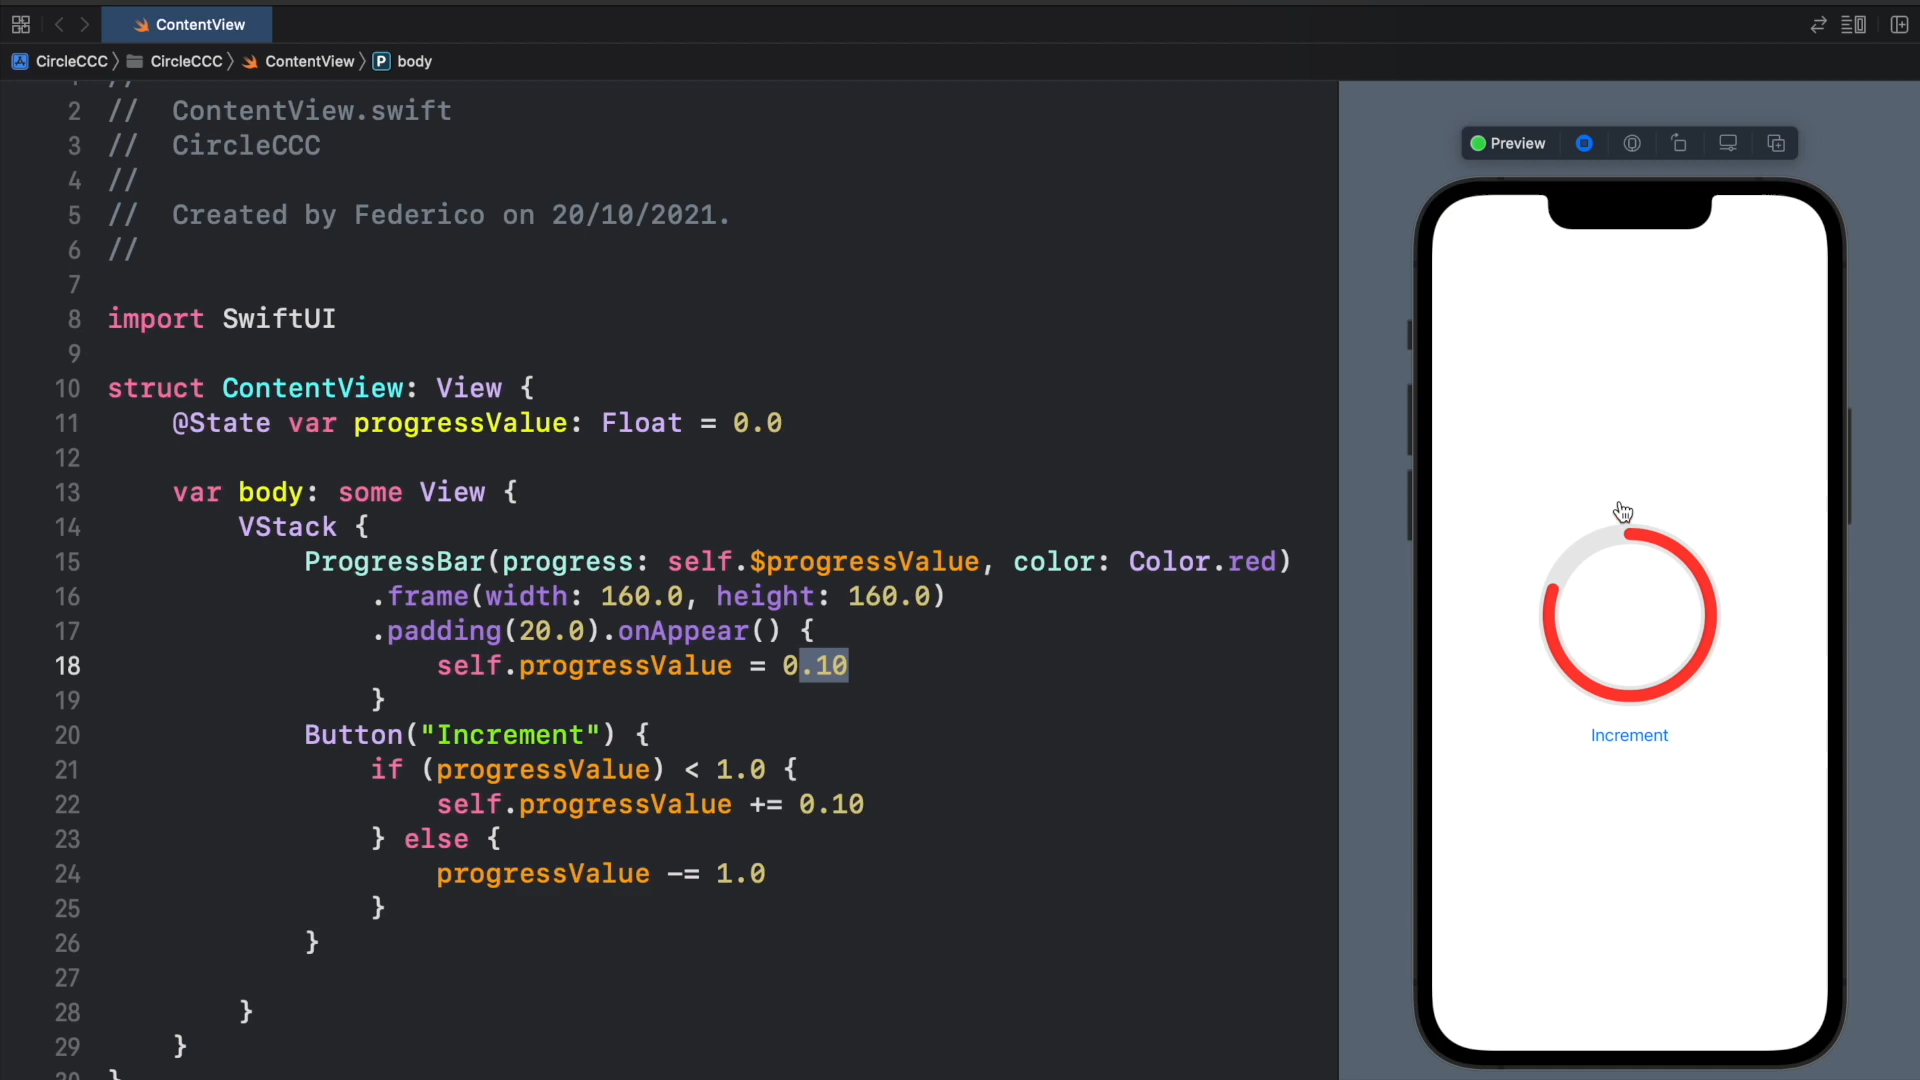 ContentView
CircleCCC
CircleCCC
ContentView
P
body
Preview
2 //  ContentView.swift
3 //  CircleCCC
4 //
5 //  Created by Federico on 20/10/2021.
6 //
7
8 import SwiftUI
9
10 struct ContentView: View {
11     @State var progressValue: Float = 0.0
12
13     var body: some View {
14         VStack {
15             ProgressBar(progress: self.$progressValue, color: Color.red)
16                 .frame(width: 160.0, height: 160.0)
17                 .padding(20.0).onAppear() {
18                     self.progressValue = 0.10
19                 }
20             Button("Increment") {
21                 if (progressValue) < 1.0 {
22                     self.progressValue += 0.10
23                 } else {
24                     progressValue -= 1.0
25                 }
26             }
27
28         }
29     }
Increment